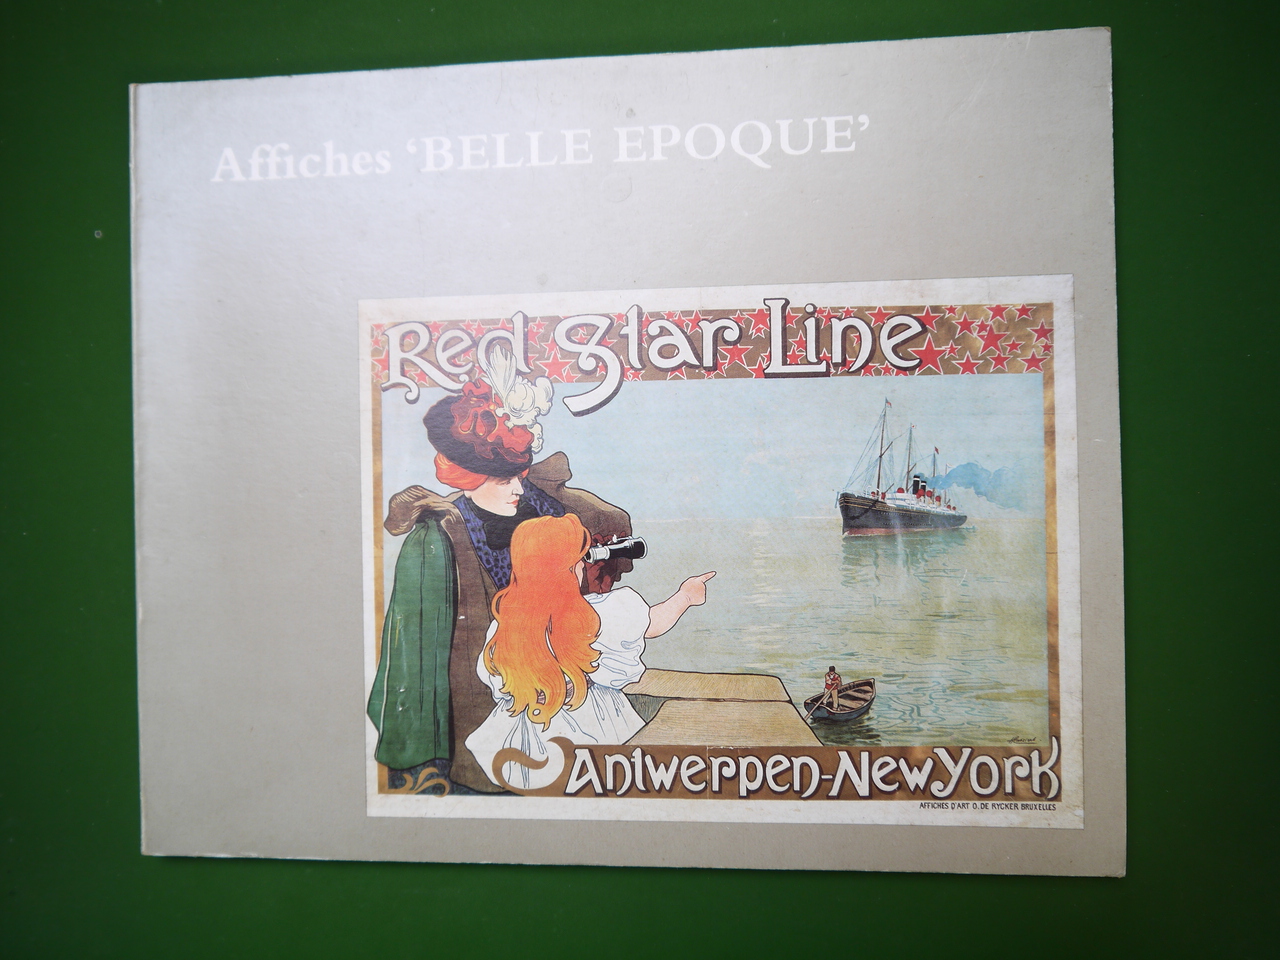 Affiches ‘BELLE EPOQUE’
Red Star Line
Antwerpen-New York
AFFICHES D'ART O. DE RYCKER BRUXELLES